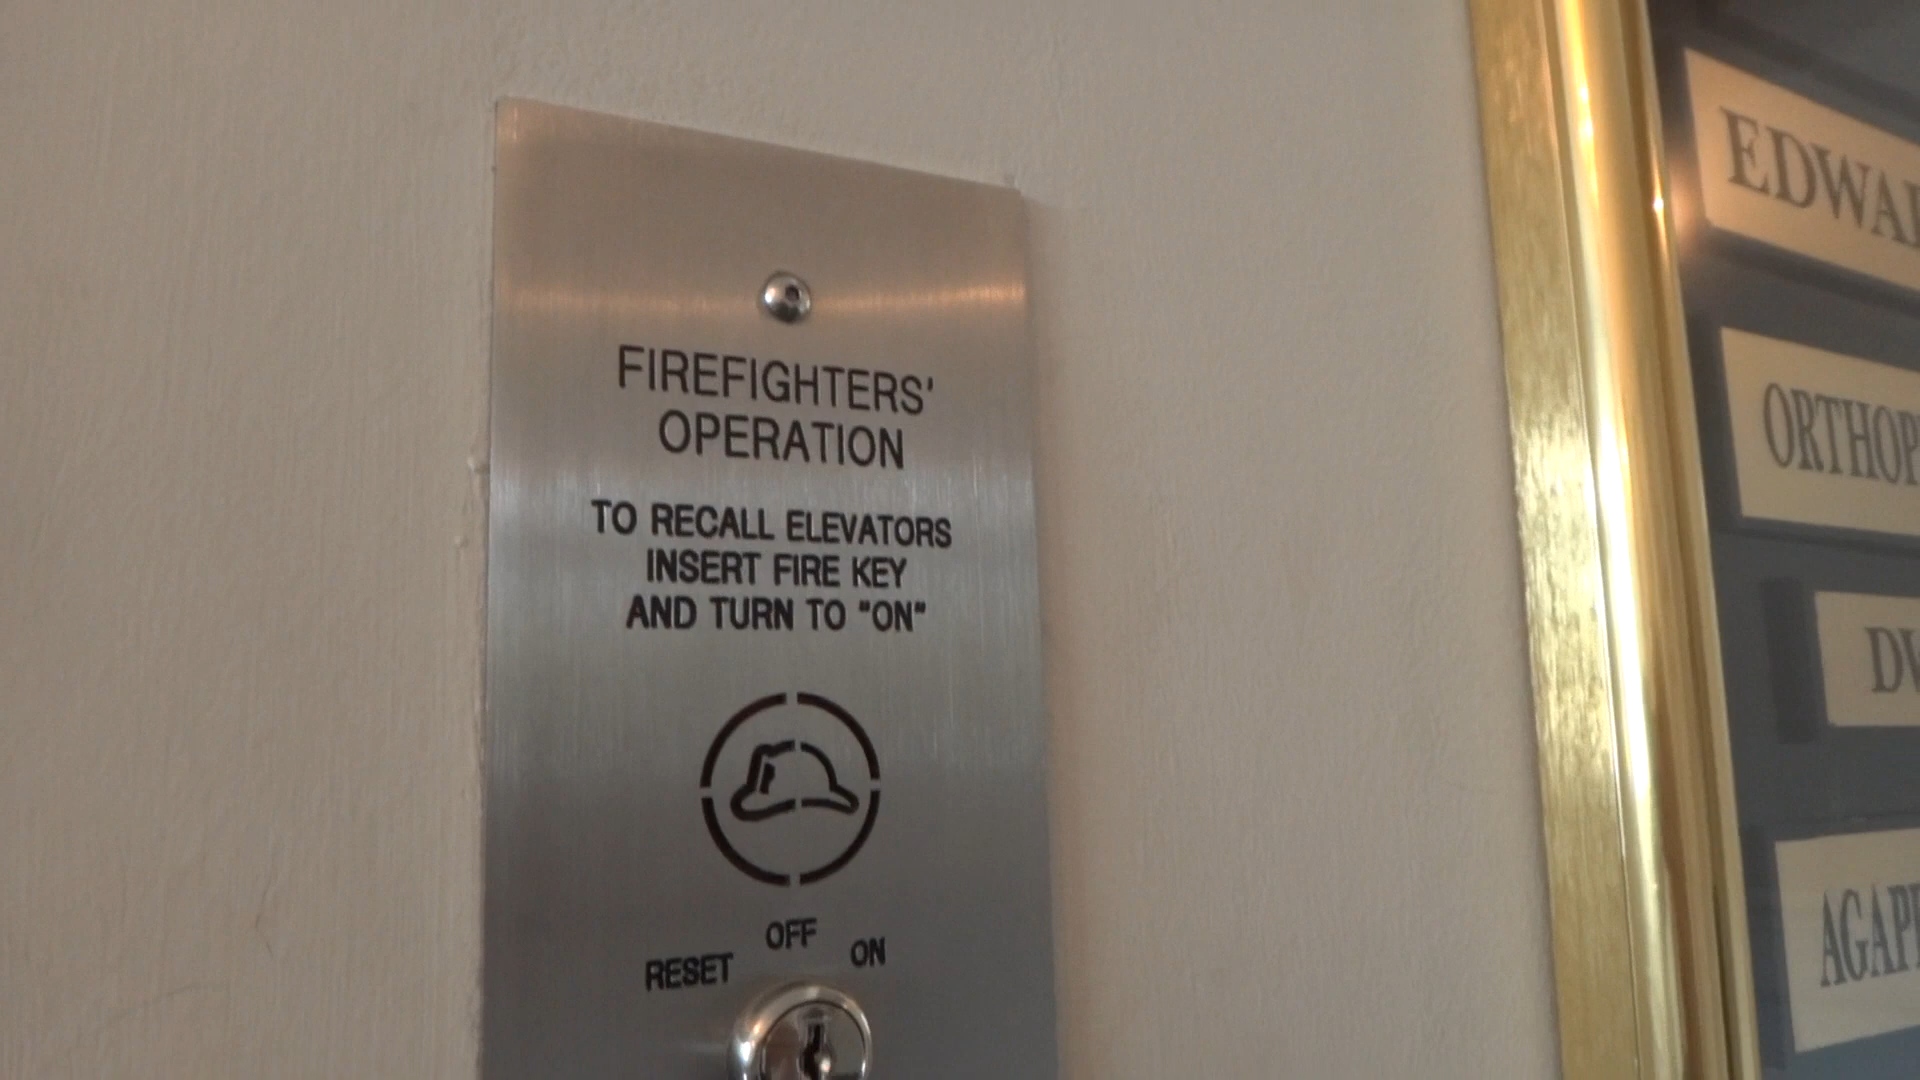 FIREFIGHTERS'
OPERATION
TO RECALL ELEVATORS
INSERT FIRE KEY
AND TURN TO "ON"
OFF
RESET
ON